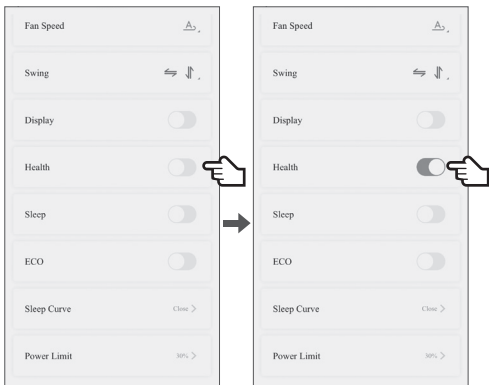 Fan Speed A
Swing
Display
Health
Sleep
ECO
Sleep Curve Close >
Power Limit 30% >
Fan Speed A
Swing
Display
Health
Sleep
ECO
Sleep Curve Close >
Power Limit 30% >